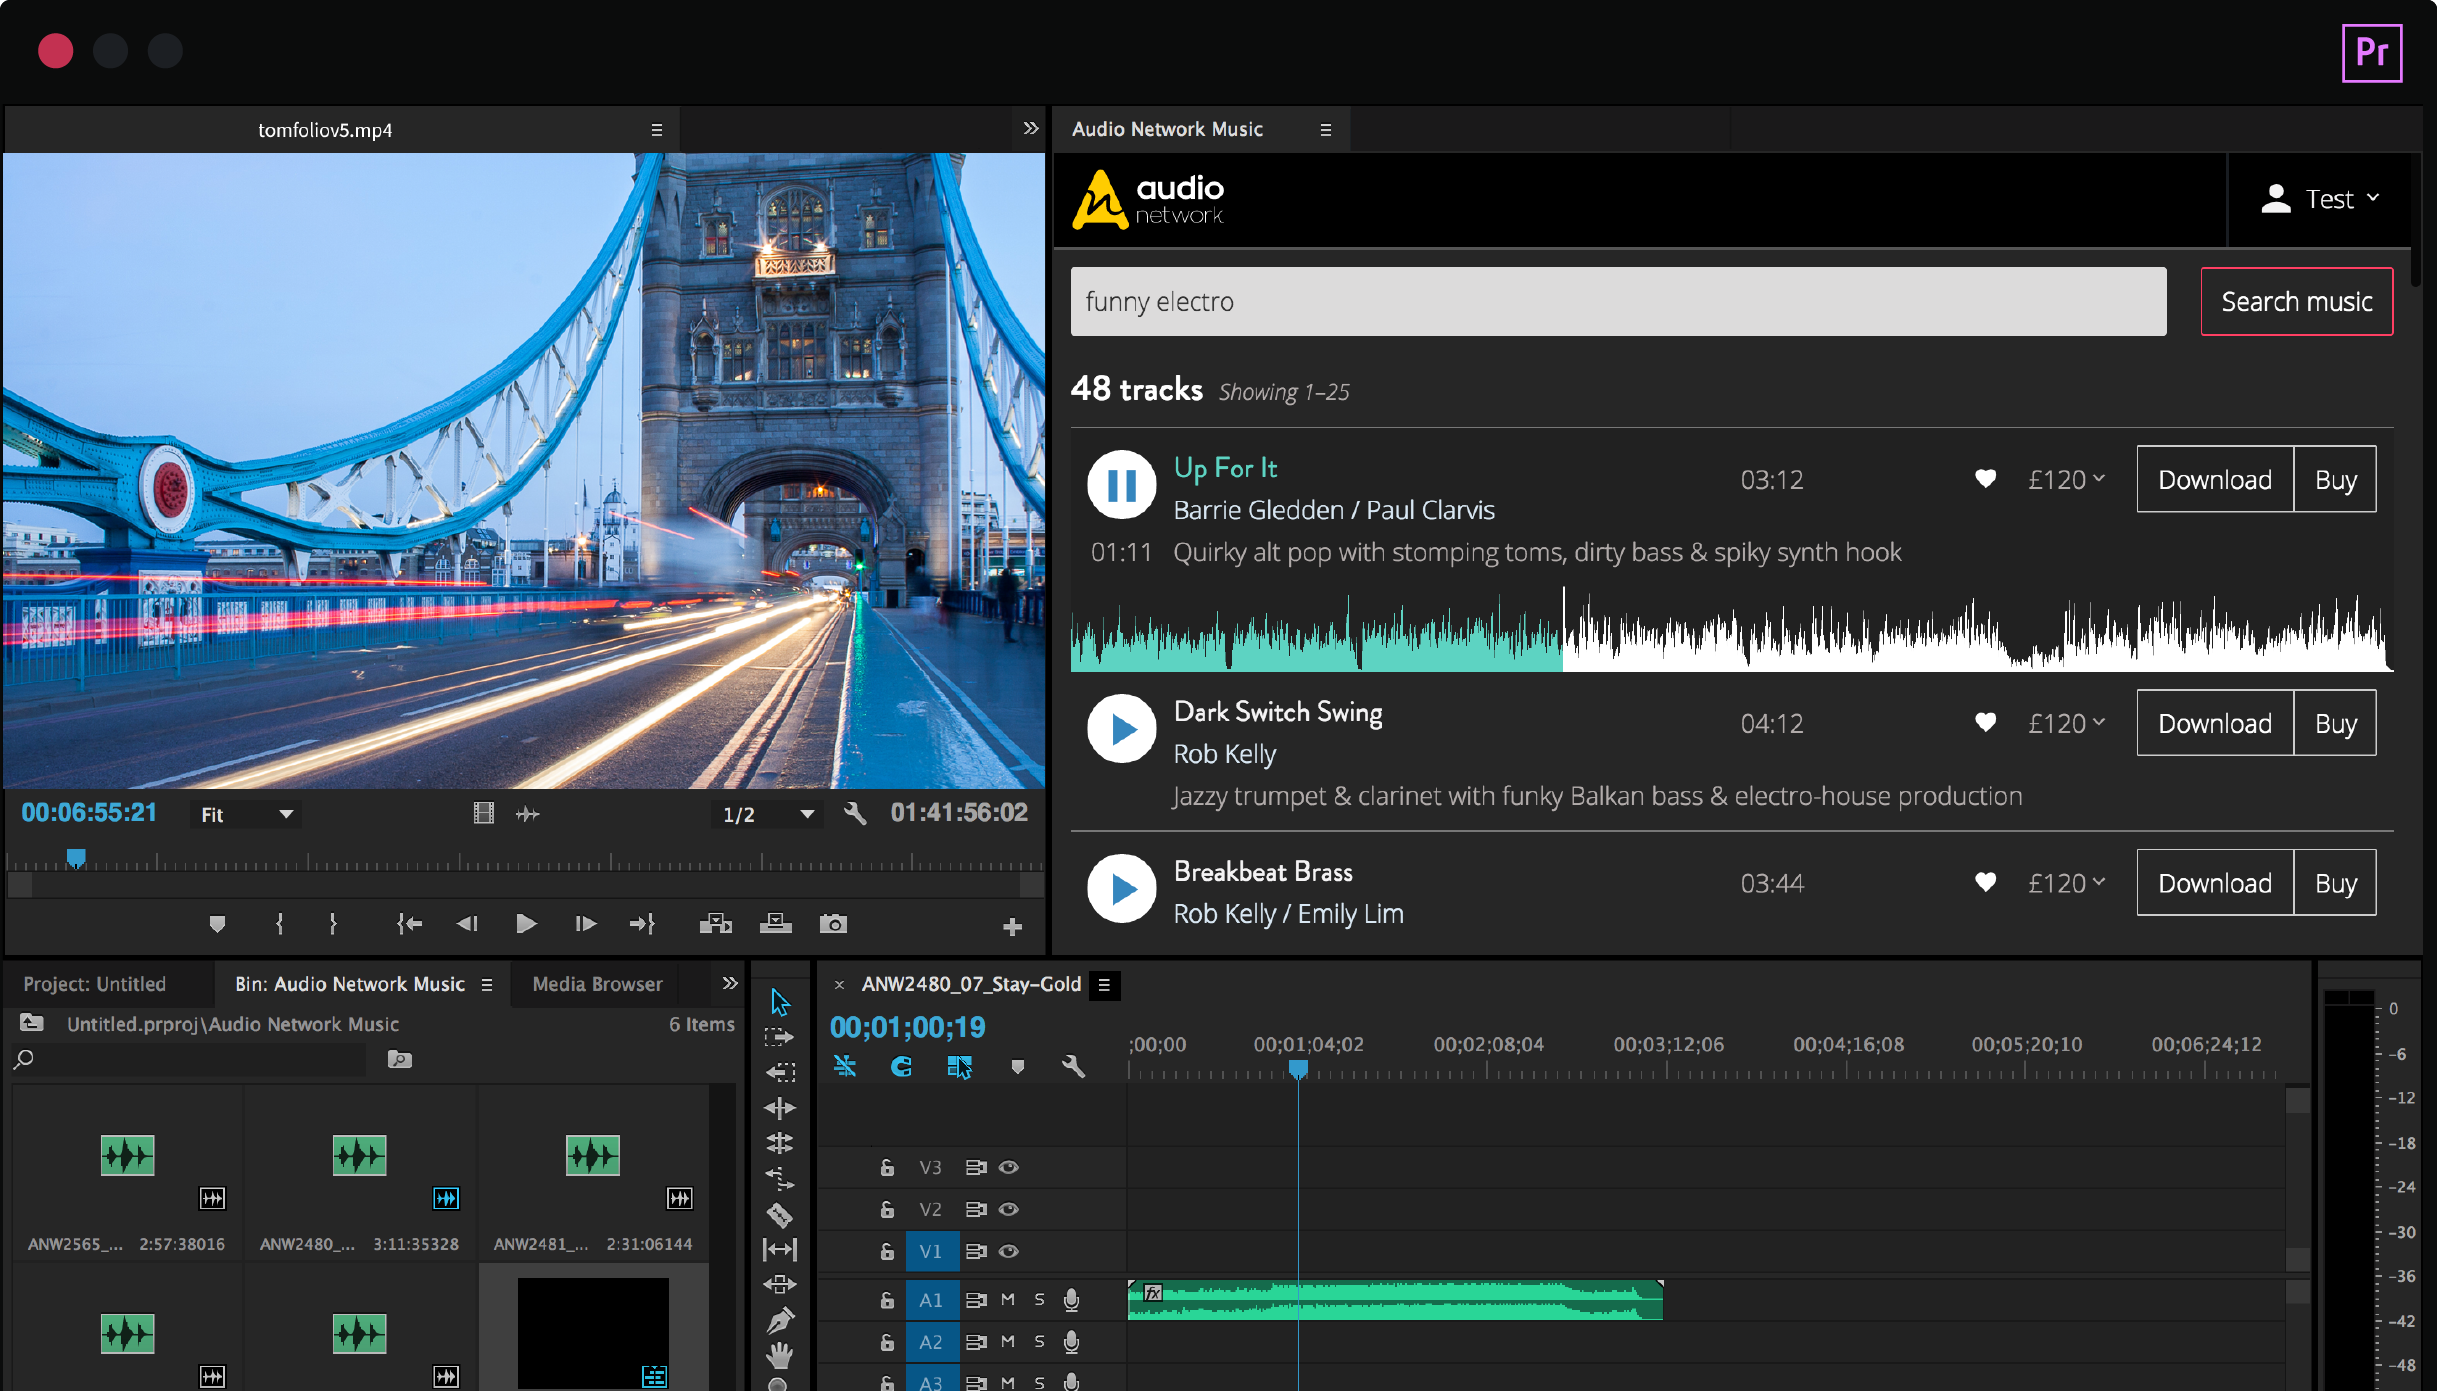 Pr
tomfoliov5.mp4
Audio Network Music
audio
network
Test
funny electro
Search music
48 tracks Showing 1–25
Up For It
03:12 £120 Download Buy
Barrie Gledden / Paul Clarvis
01:11 Quirky alt pop with stomping toms, dirty bass & spiky synth hook
Dark Switch Swing
04:12 £120 Download Buy
Rob Kelly
Jazzy trumpet & clarinet with funky Balkan bass & electro-house production
Breakbeat Brass
03:44 £120 Download Buy
Rob Kelly / Emily Lim
00:06:55:21 Fit 1/2 01:41:56:02
Project: Untitled Bin: Audio Network Music Media Browser
Untitled.prproj\Audio Network Music 6 Items
ANW2565_... 2:57:38016 ANW2480_... 3:11:35328 ANW2481_... 2:31:06144
× ANW2480_07_Stay-Gold
00;01;00;19
;00;00 00;01;04;02 00;02;08;04 00;03;12;06 00;04;16;08 00;05;20;10 00;06;24;12
V3
V2
V1
fx
A1 M S
A2 M S
A3 M S
0
-6
-12
-18
-24
-30
-36
-42
-48